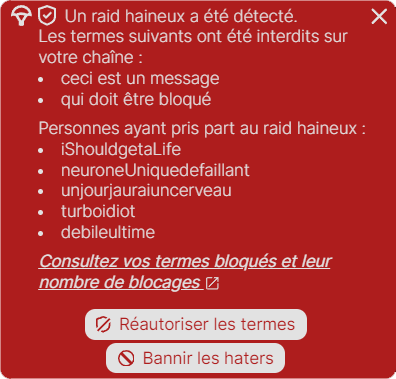 Un raid haineux a été détecté.
Les termes suivants ont été interdits sur
votre chaîne :
• ceci est un message
• qui doit être bloqué
Personnes ayant pris part au raid haineux :
• iShouldgetaLife
• neuroneUniquedefaillant
• unjourjauraiuncerveau
• turboidiot
• debileultime
Consultez vos termes bloqués et leur
nombre de blocages
Réautoriser les termes
Bannir les haters